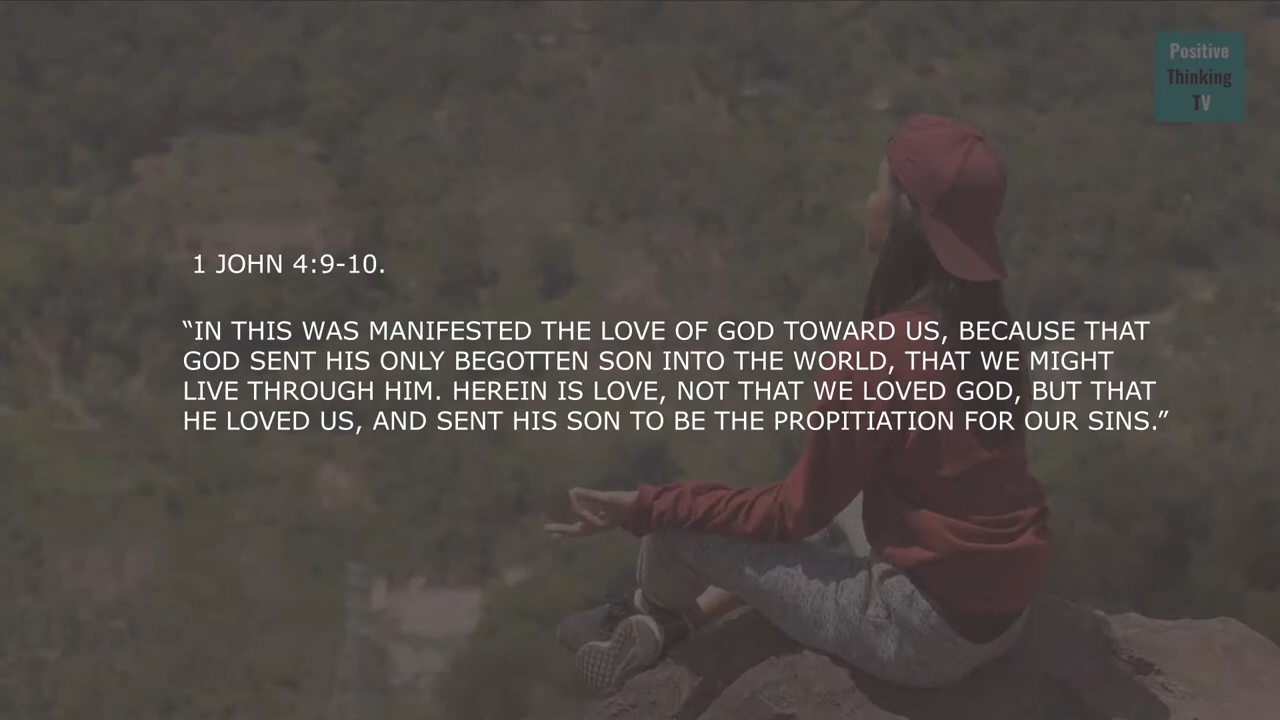 Positive
Thinking
TV
1 JOHN 4:9-10.
“IN THIS WAS MANIFESTED THE LOVE OF GOD TOWARD US, BECAUSE THAT
GOD SENT HIS ONLY BEGOTTEN SON INTO THE WORLD, THAT WE MIGHT
LIVE THROUGH HIM. HEREIN IS LOVE, NOT THAT WE LOVED GOD, BUT THAT
HE LOVED US, AND SENT HIS SON TO BE THE PROPITIATION FOR OUR SINS.”